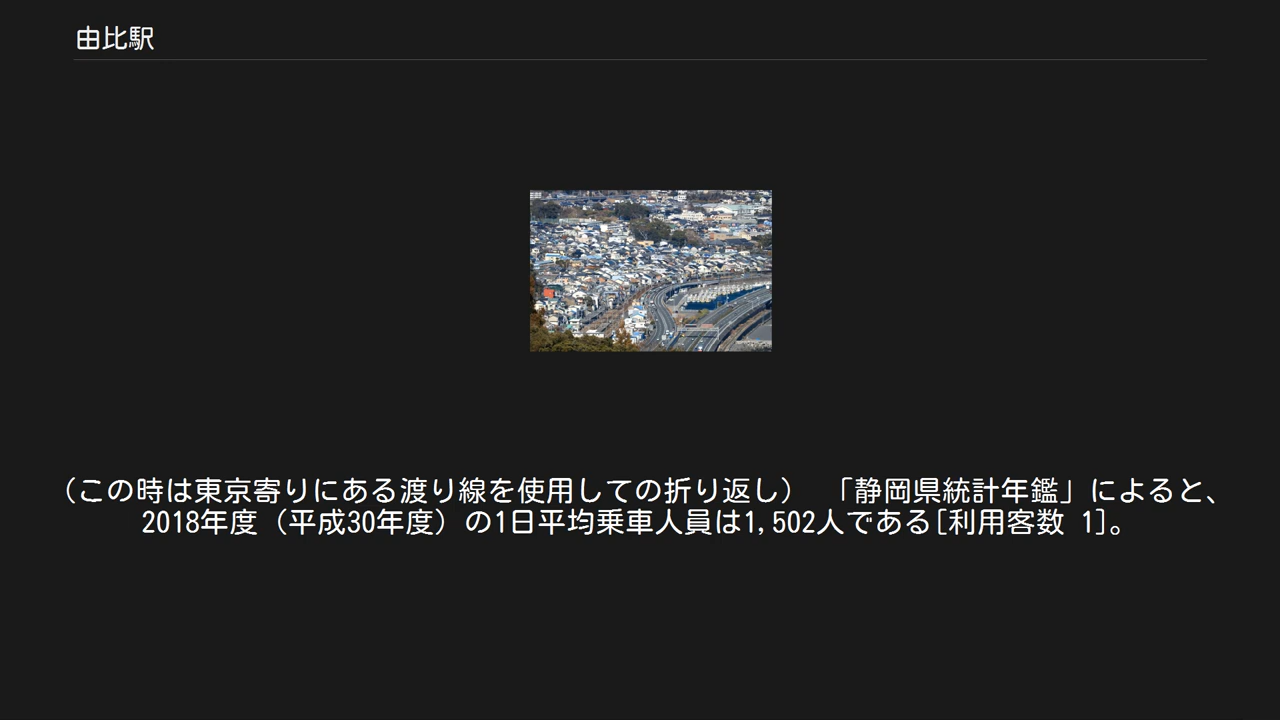 由比駅
（この時は東京寄りにある渡り線を使用しての折り返し）　「静岡県統計年鑑」によると、
2018年度（平成30年度）の1日平均乗車人員は1,502人である[利用客数 1]。